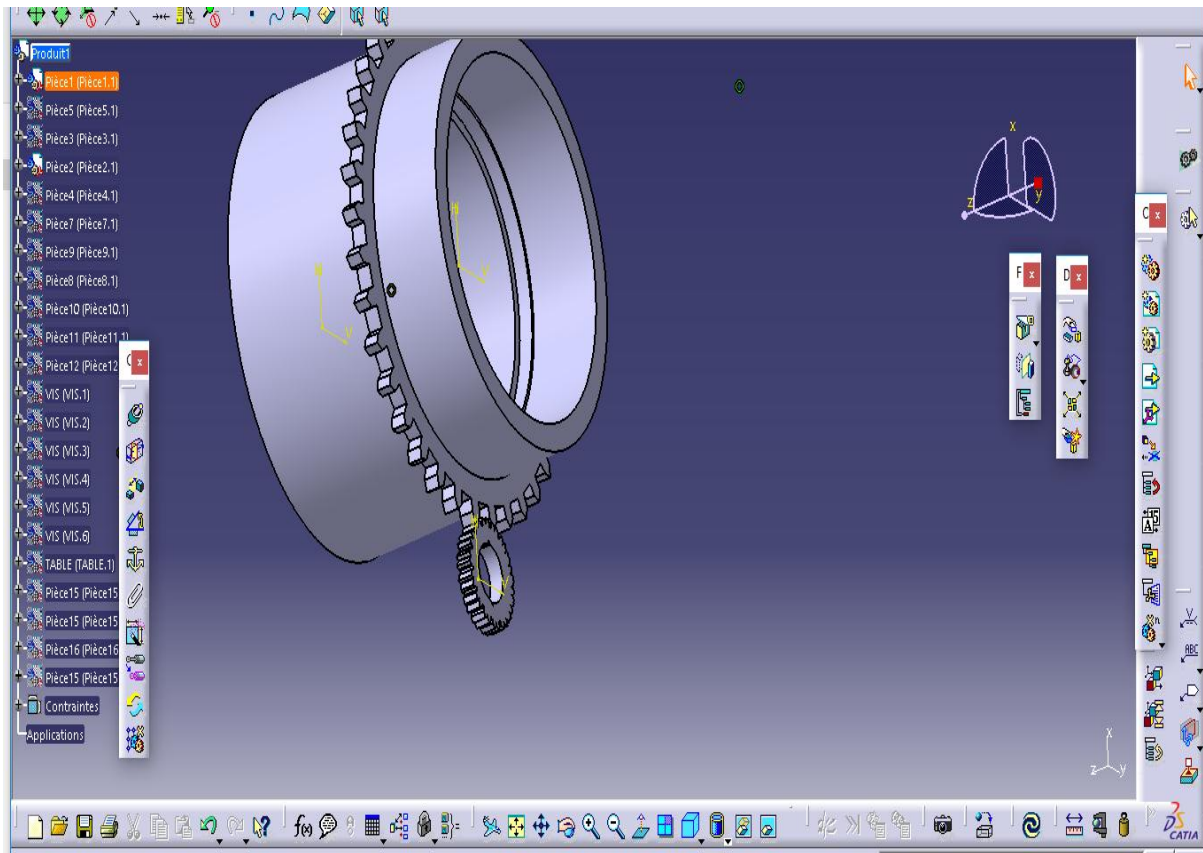 Produit1
Pièce1 (Pièce1.1)
Pièce5 (Pièce5.1)
Pièce3 (Pièce3.1)
Pièce2 (Pièce2.1)
Pièce4 (Pièce4.1)
Pièce7 (Pièce7.1)
Pièce9 (Pièce9.1)
Pièce8 (Pièce8.1)
Pièce10 (Pièce10.1)
Pièce11 (Pièce11.1)
Pièce12 (Pièce12
VIS (VIS.1)
VIS (VIS.2)
VIS (VIS.3)
VIS (VIS.4)
VIS (VIS.5)
VIS (VIS.6)
TABLE (TABLE.1)
Pièce15 (Pièce15
Pièce15 (Pièce15
Pièce16 (Pièce16
Pièce15 (Pièce15
Contraintes
Applications
x
z
y
F x
D x
C x
x
H
V
V
V
ABC
x
z
y
f(x)
CATIA